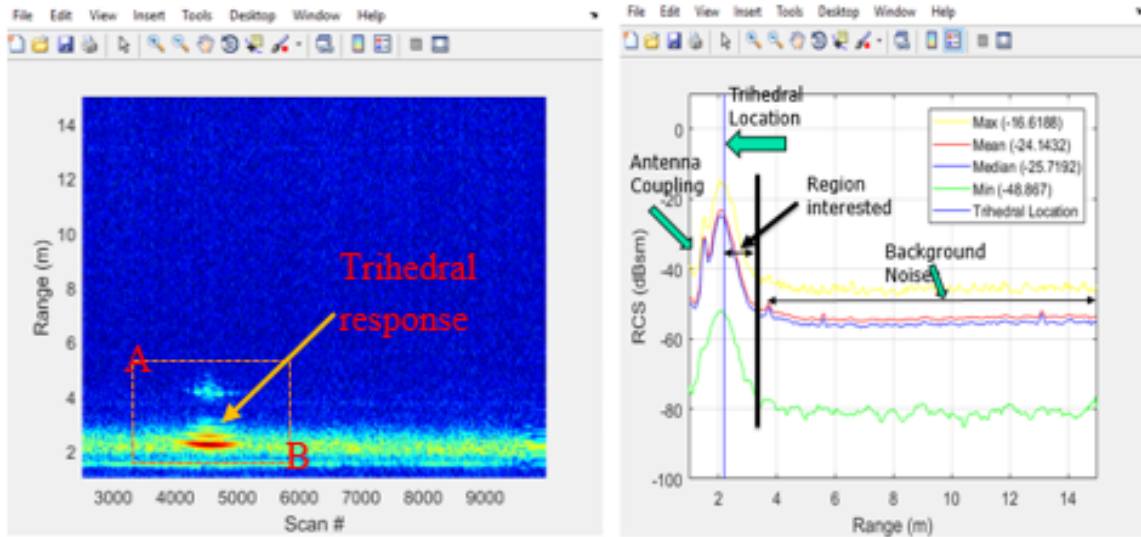 File Edit View Insert Tools Desktop Window Help
14
12
10
8
6
4
2
Range (m)
Trihedral
response
A
B
3000 4000 5000 6000 7000 8000 9000
Scan #
File Edit View Insert Tools Desktop Window Help
Trihedral
Location
Antenna
Coupling
Region
interested
Background
Noise
Max (-16.6188)
Mean (-24.1432)
Median (-25.7192)
Min (-48.867)
Trihedral Location
0
-20
-40
-60
-80
-100
RCS (dBsm)
2 4 6 8 10 12 14
Range (m)